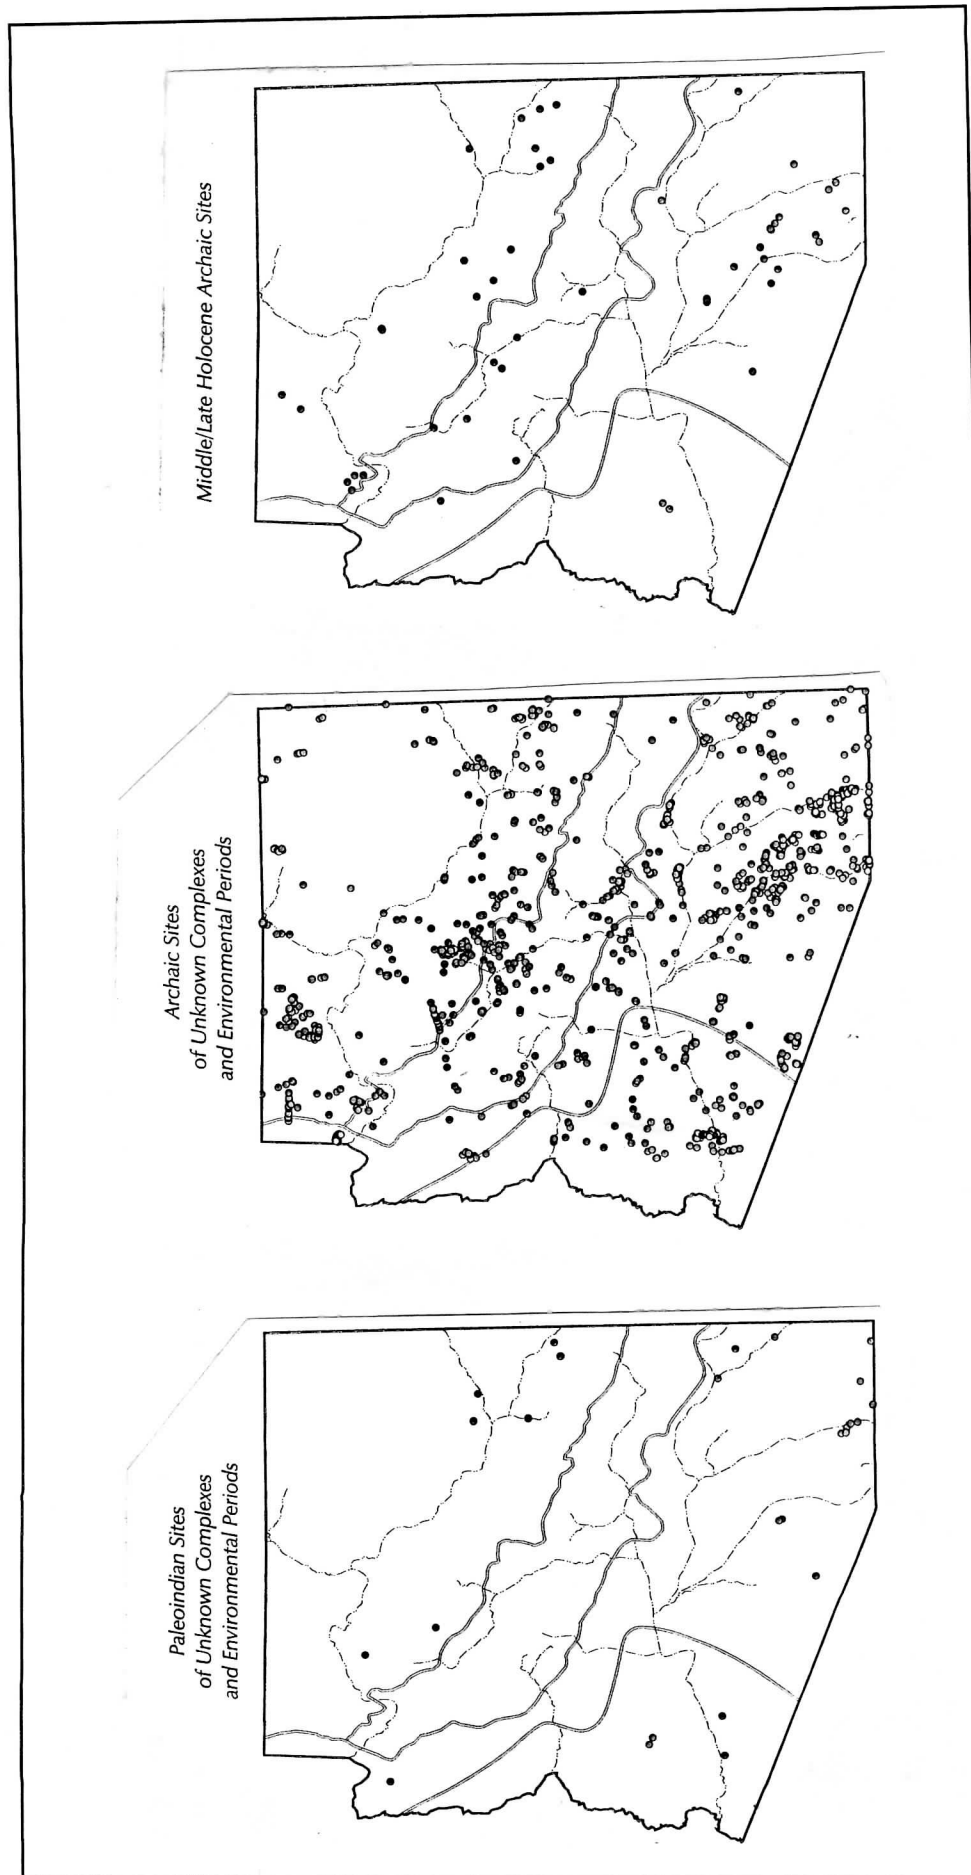 Middle/Late Holocene Archaic Sites
Archaic Sites
of Unknown Complexes
and Environmental Periods
Paleoindian Sites
of Unknown Complexes
and Environmental Periods